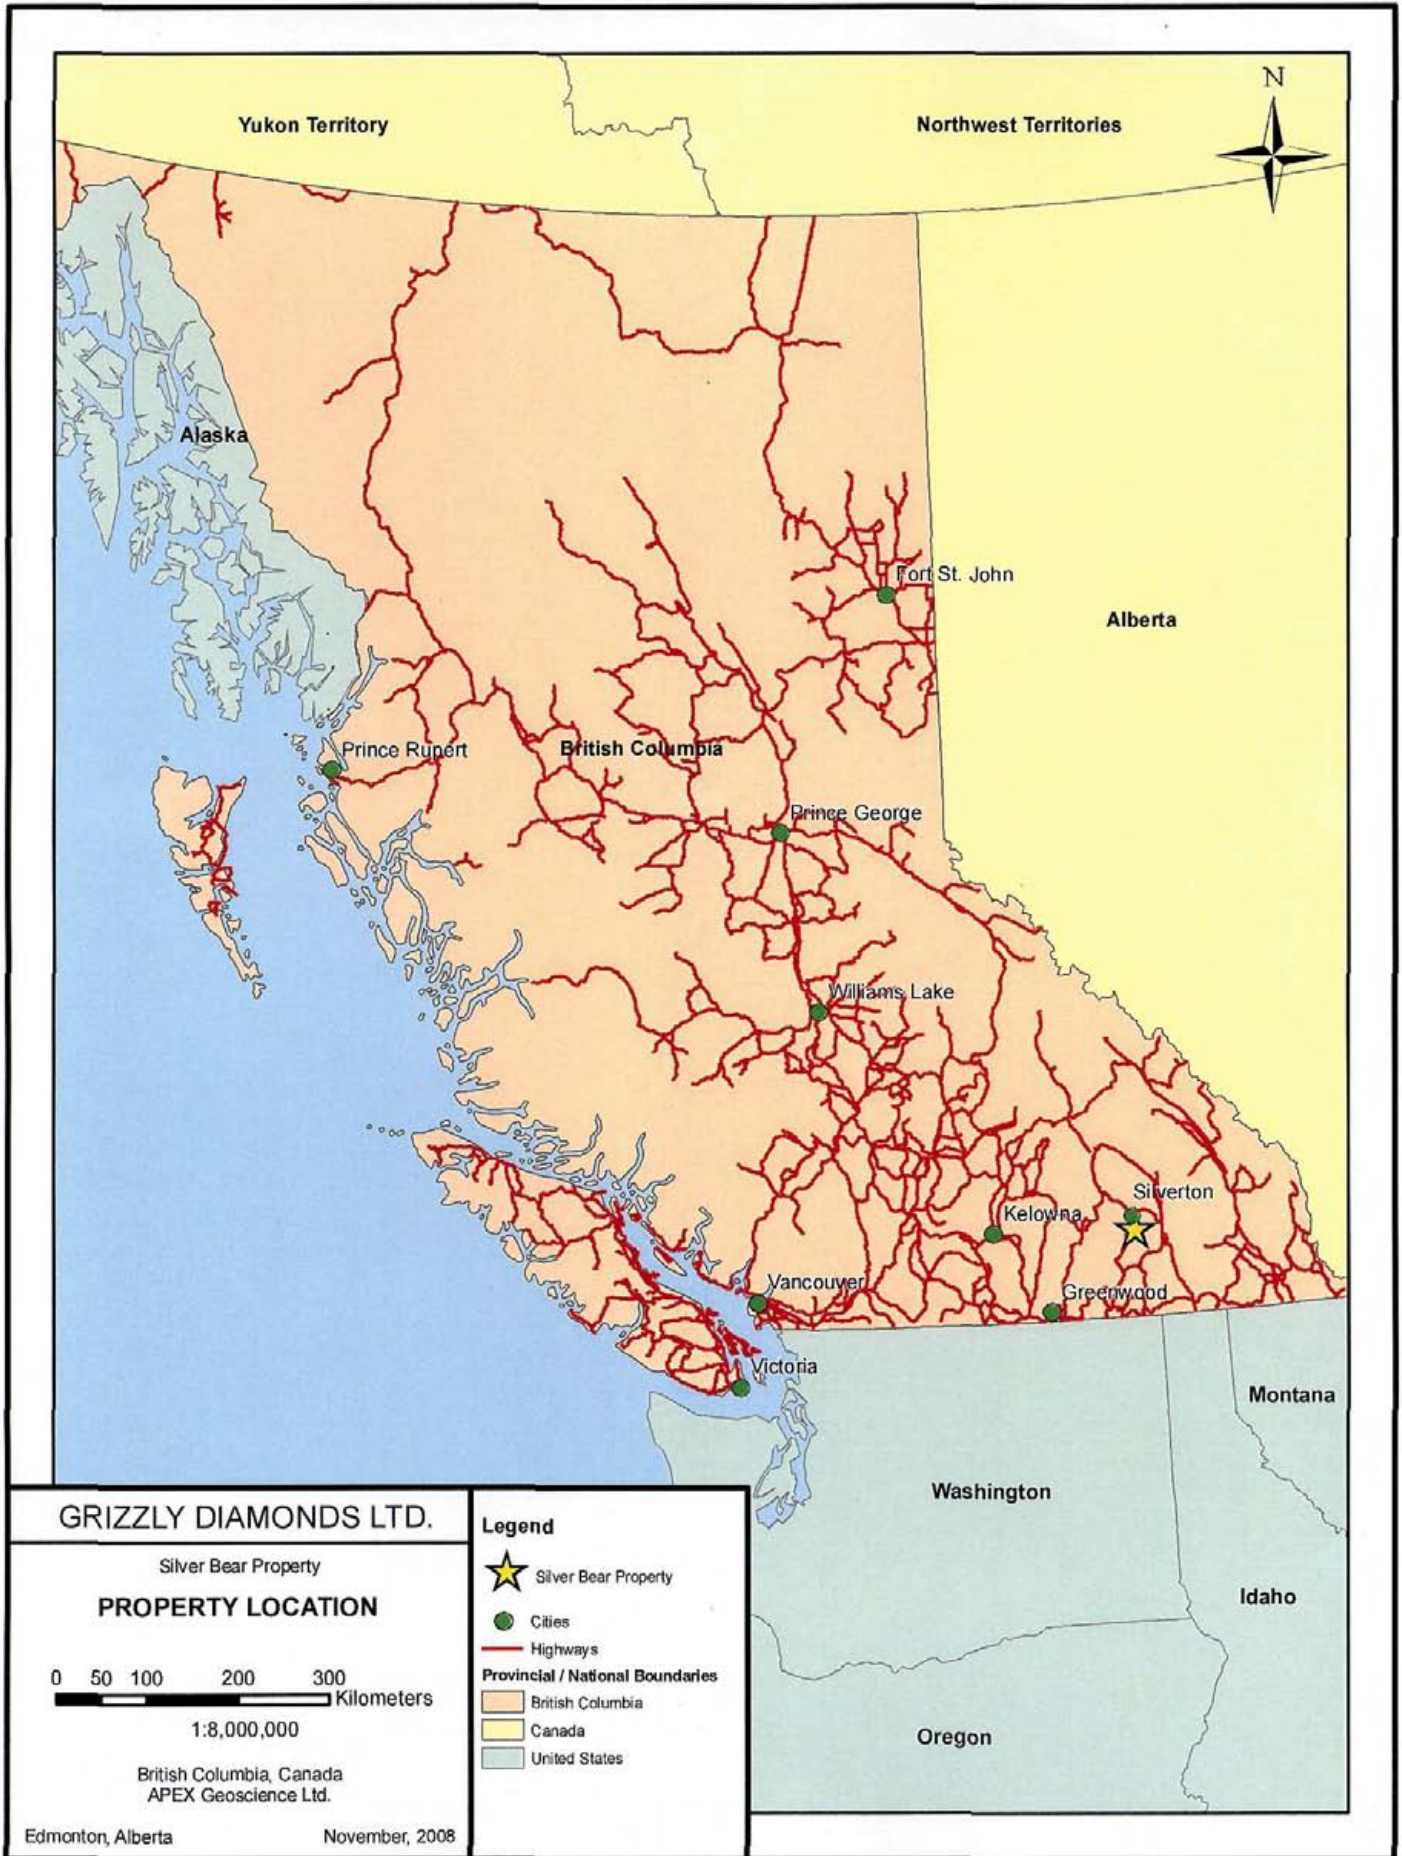 N
Yukon Territory
Northwest Territories
Alaska
Fort St. John
Alberta
Prince Rupert
British Columbia
Prince George
Williams Lake
Silverton
Kelowna
Vancouver
Greenwood
Victoria
Montana
Washington
Idaho
Oregon
GRIZZLY DIAMONDS LTD.
Silver Bear Property
PROPERTY LOCATION
0 50 100 200 300
Kilometers
1:8,000,000
British Columbia, Canada
APEX Geoscience Ltd.
Edmonton, Alberta November, 2008
Legend
Silver Bear Property
Cities
Highways
Provincial / National Boundaries
British Columbia
Canada
United States